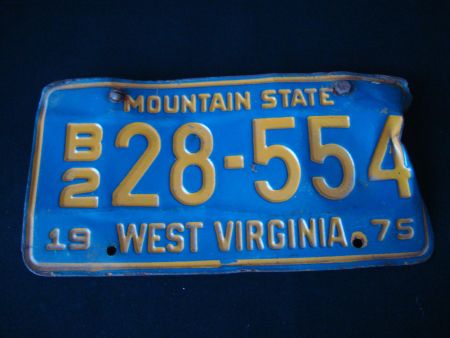 MOUNTAIN STATE
B2 28-554
19 WEST VIRGINIA 75